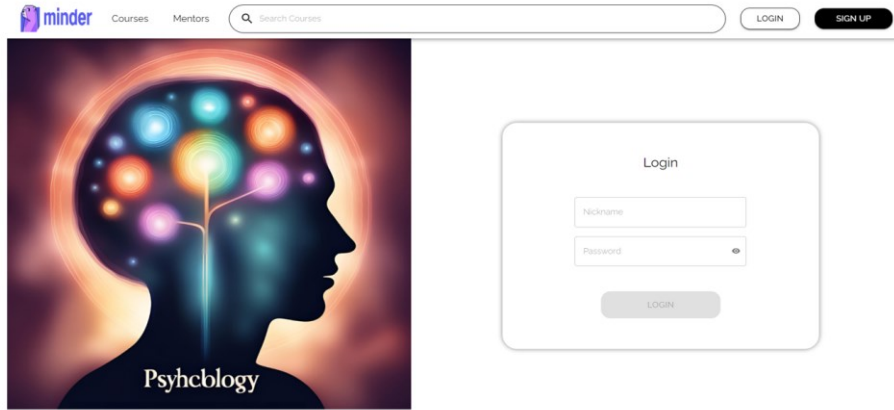 minder Courses Mentors Search Courses LOGIN SIGN UP
Login
Nickname
Password
LOGIN
Psyhcblogy